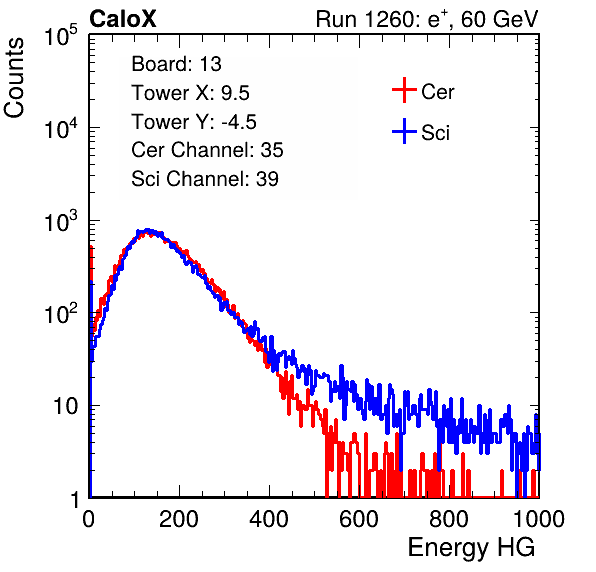 CaloX Run 1260: e⁺, 60 GeV
Board: 13
Tower X: 9.5
Tower Y: -4.5
Cer Channel: 35
Sci Channel: 39
Cer
Sci
Counts
10⁵
10⁴
10³
10²
10
1
0 200 400 600 800 1000
Energy HG